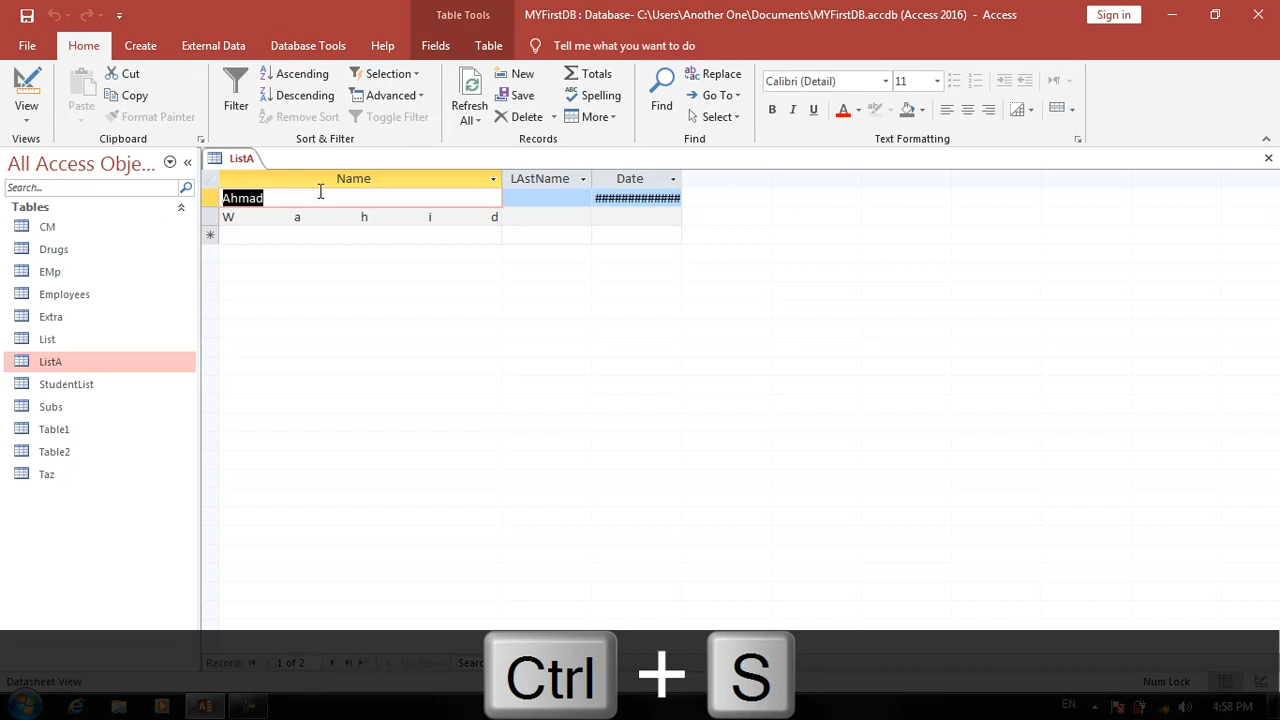 Table Tools
MYFirstDB : Database- C:\Users\Another One\Documents\MYFirstDB.accdb (Access 2016) - Access
Sign in
File Home Create External Data Database Tools Help Fields Table Tell me what you want to do
View
Views
Paste
Cut
Copy
Format Painter
Clipboard
Filter
Ascending
Descending
Remove Sort
Selection
Advanced
Toggle Filter
Sort & Filter
Refresh
All
New
Save
Delete
Totals
Spelling
More
Records
Find
Replace
Go To
Select
Find
Calibri (Detail) 11
B I U A
Text Formatting
All Access Obje...
Search...
Tables
CM
Drugs
EMp
Employees
Extra
List
ListA
StudentList
Subs
Table1
Table2
Taz
ListA
Name LAstName Date
Ahmad #############
W a h i d
Record: 1 of 2 No Filter Searc
Ctrl + S
Datasheet View
Num Lock
EN 4:58 PM